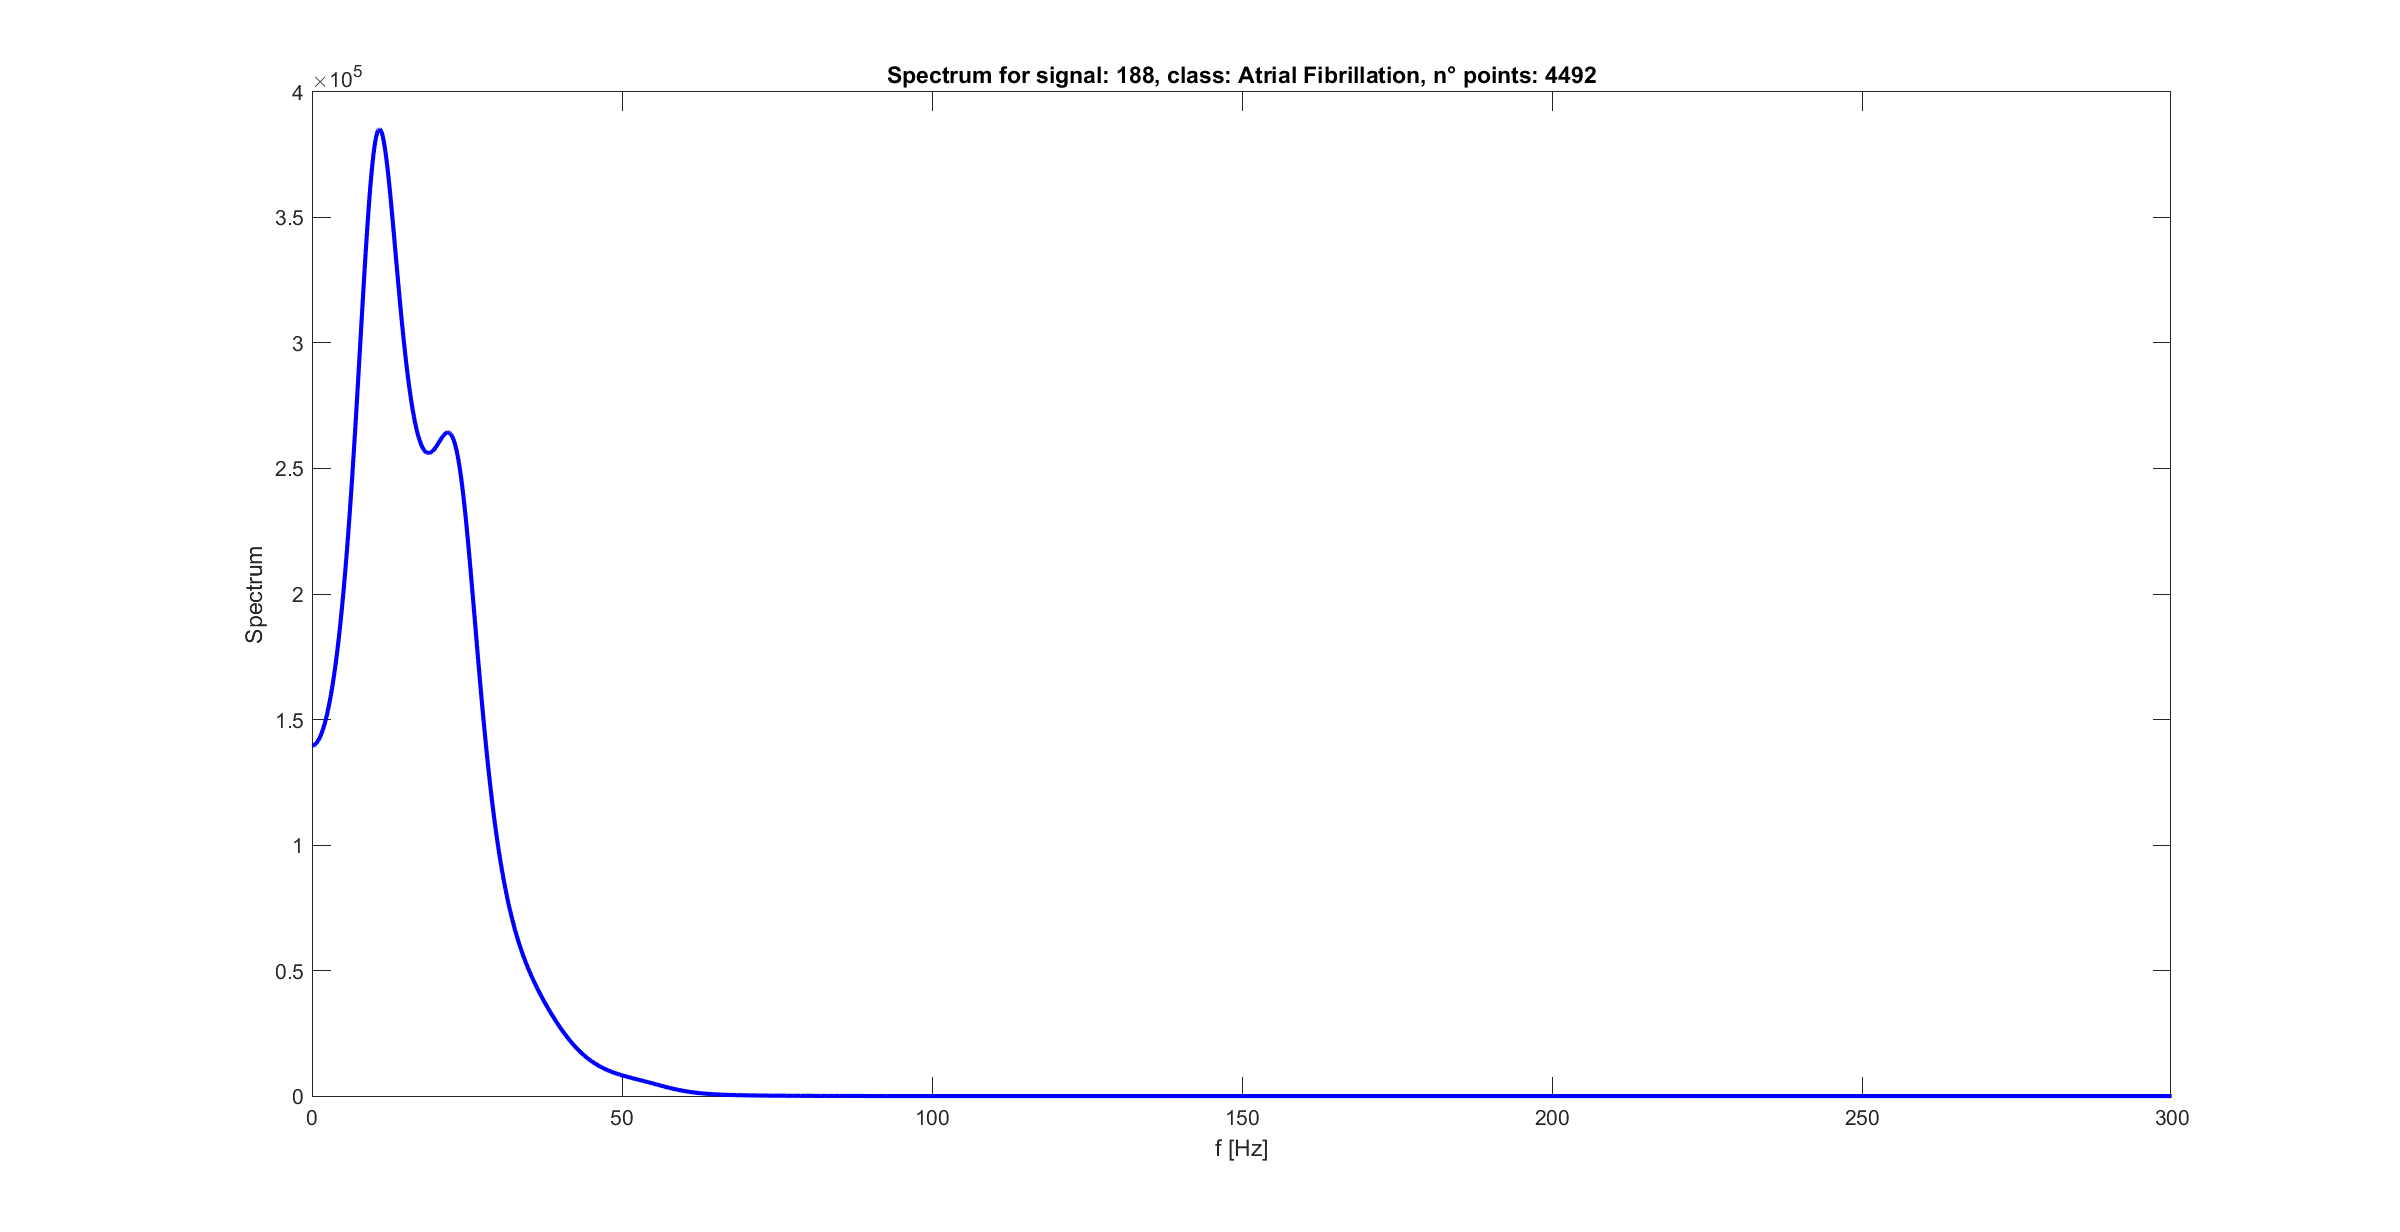 Spectrum for signal: 188, class: Atrial Fibrillation, n° points: 4492
×10^5
4
3.5
3
2.5
2
1.5
1
0.5
0
Spectrum
0 50 100 150 200 250 300
f [Hz]